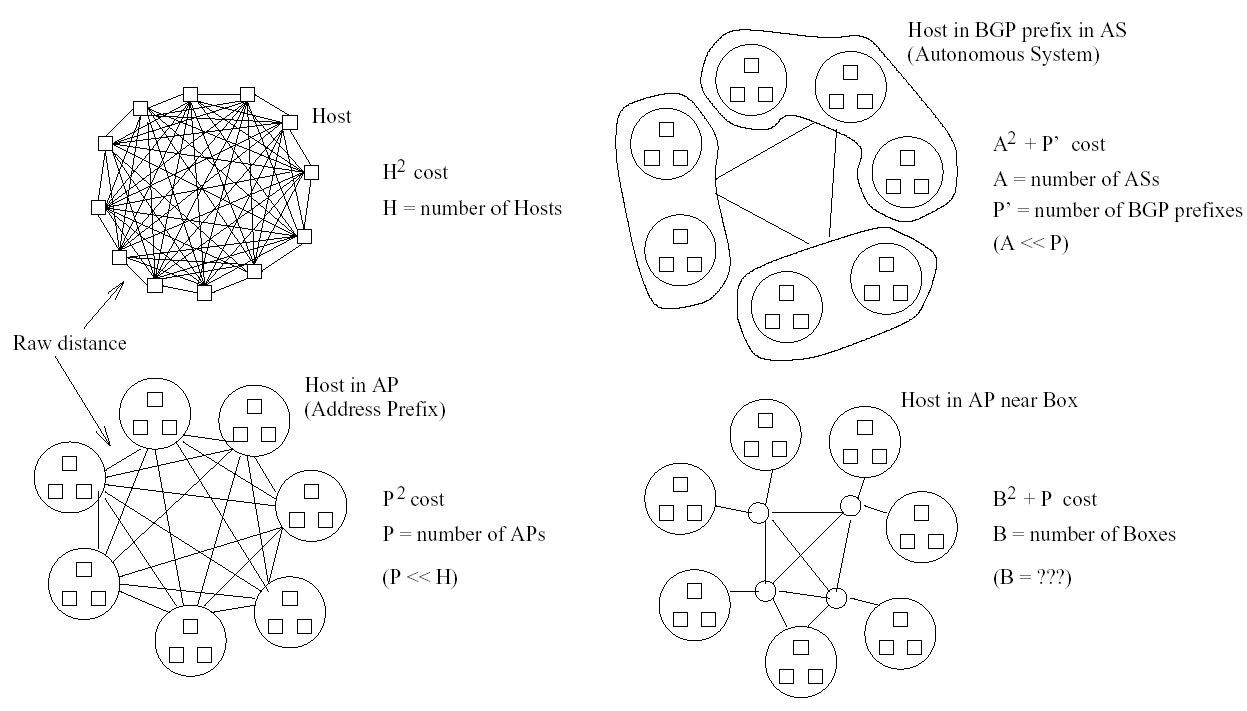 Host
H² cost
H = number of Hosts
Raw distance
Host in BGP prefix in AS
(Autonomous System)
A² + P’ cost
A = number of ASs
P’ = number of BGP prefixes
(A << P)
Host in AP
(Address Prefix)
P² cost
P = number of APs
(P << H)
Host in AP near Box
B² + P cost
B = number of Boxes
(B = ???)